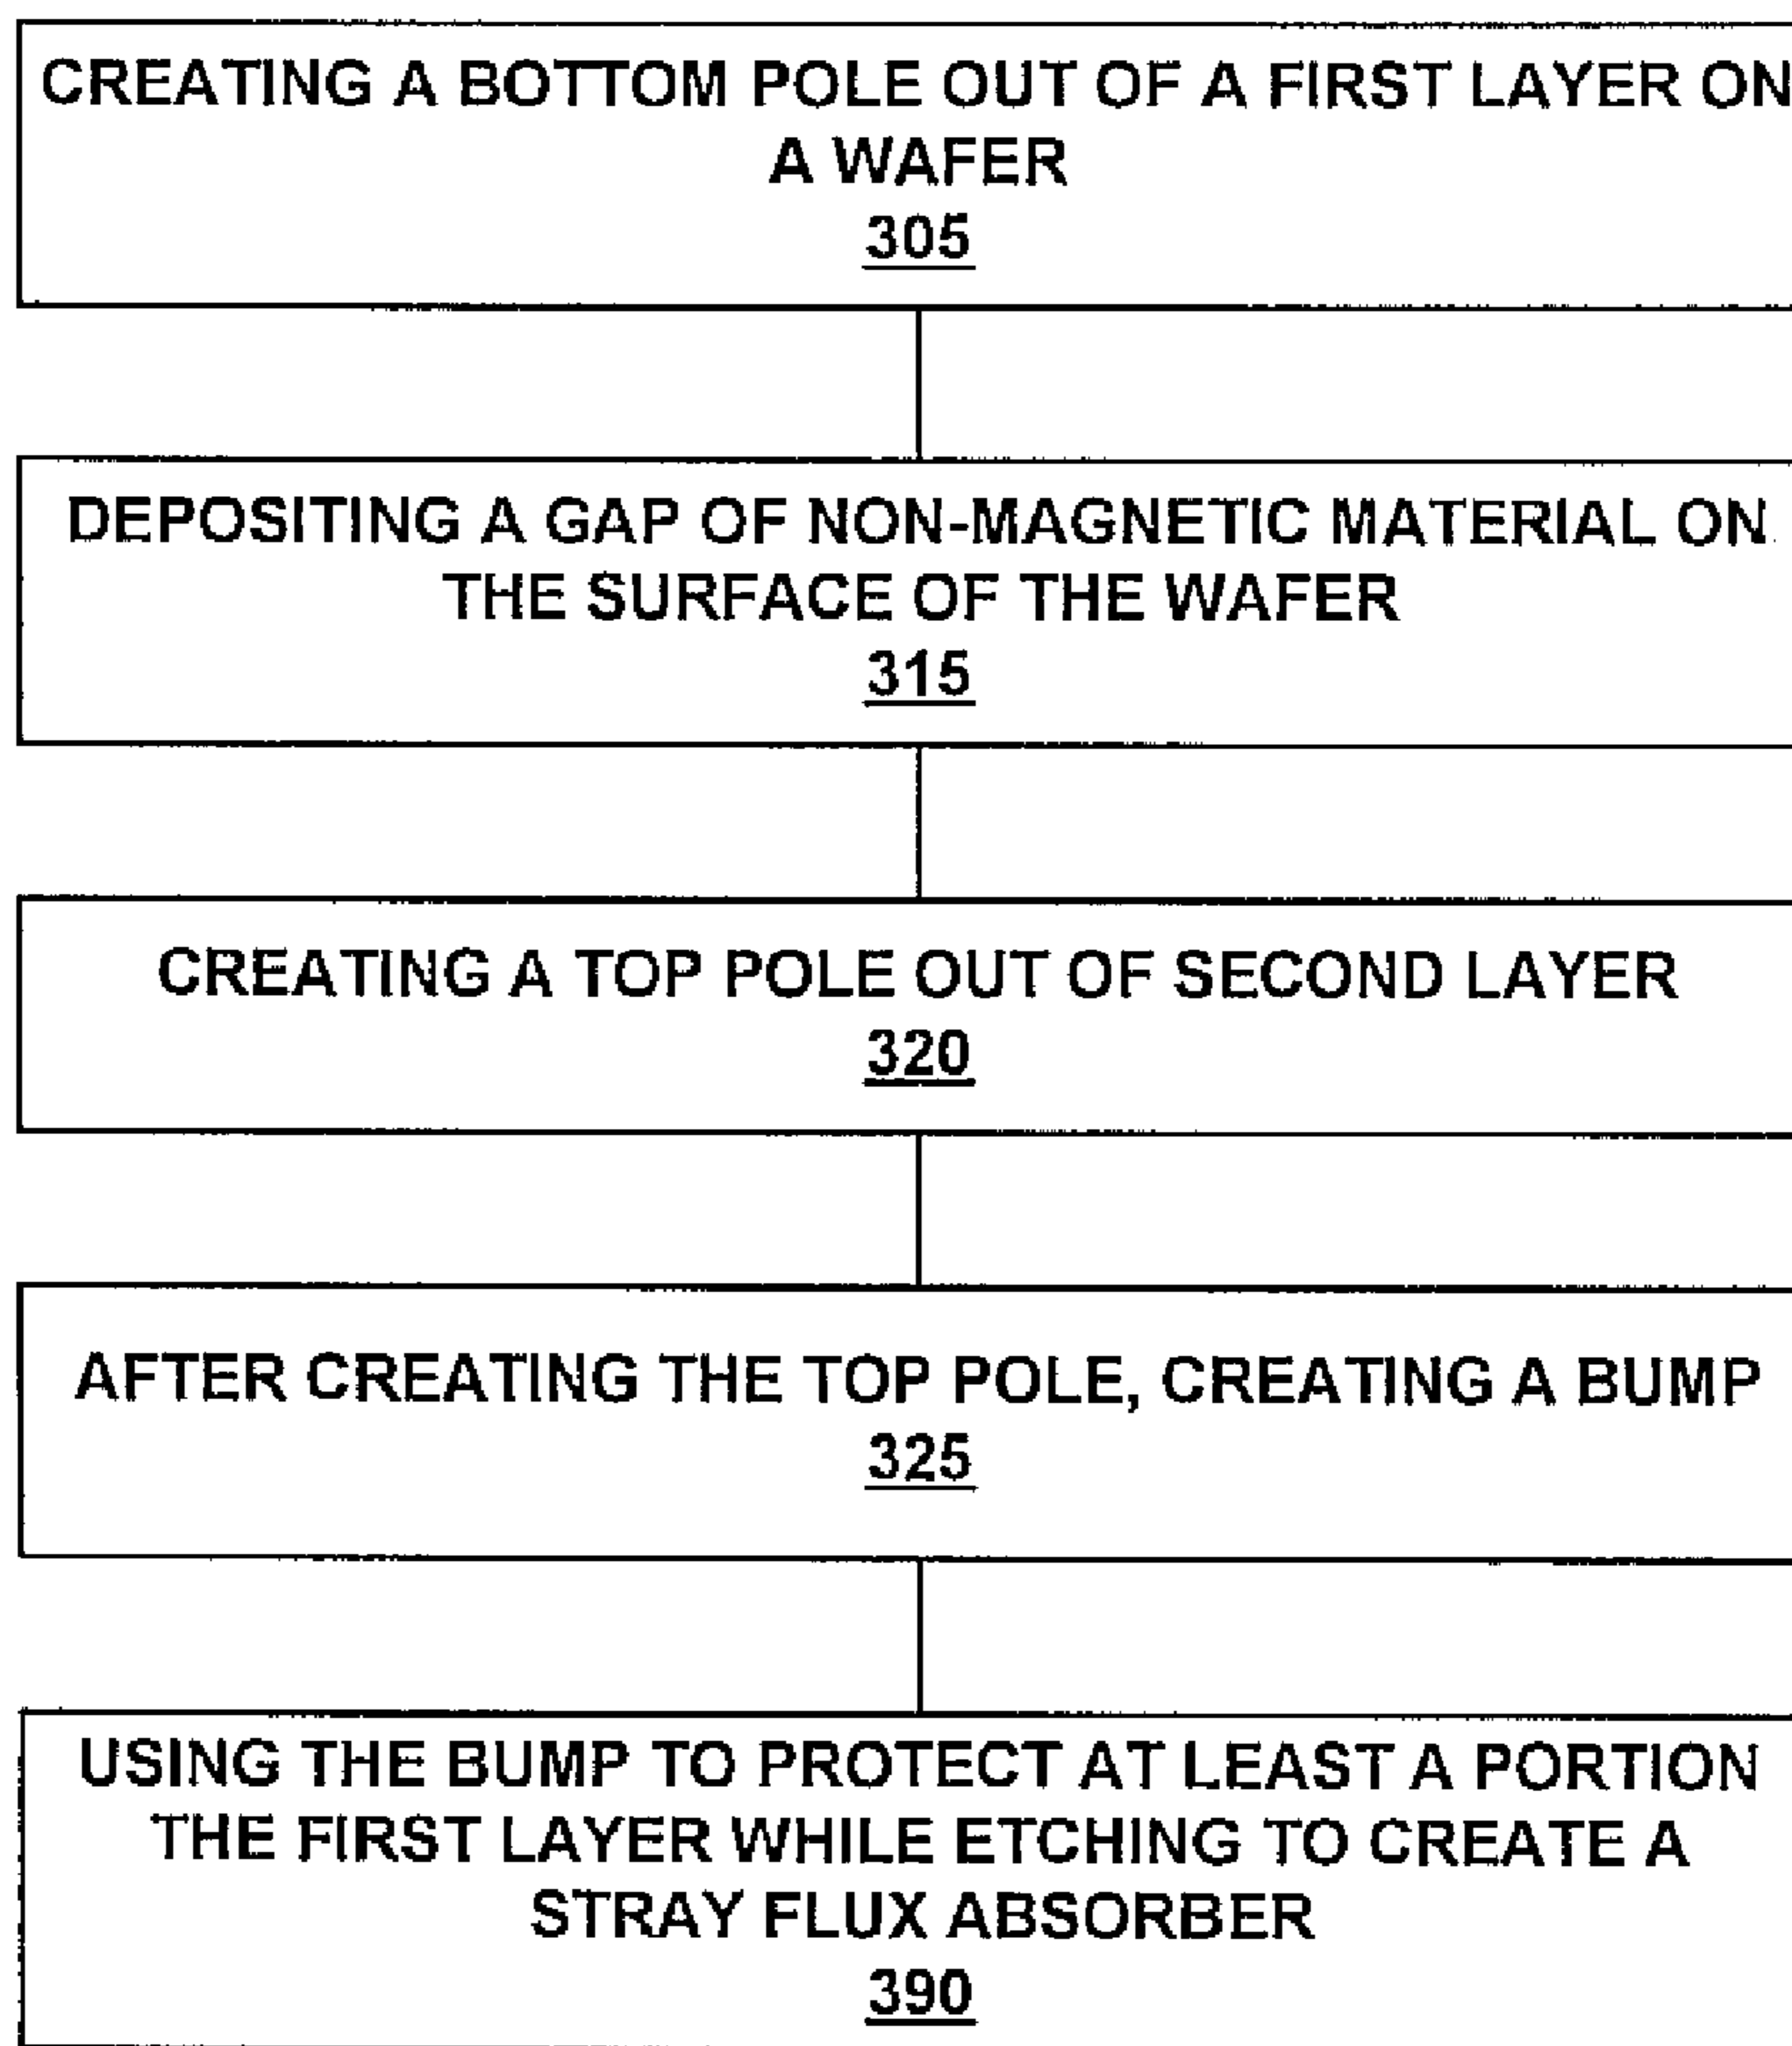 CREATING A BOTTOM POLE OUT OF A FIRST LAYER ON
A WAFER
305
DEPOSITING A GAP OF NON-MAGNETIC MATERIAL ON
THE SURFACE OF THE WAFER
315
CREATING A TOP POLE OUT OF SECOND LAYER
320
AFTER CREATING THE TOP POLE, CREATING A BUMP
325
USING THE BUMP TO PROTECT AT LEAST A PORTION
THE FIRST LAYER WHILE ETCHING TO CREATE A
STRAY FLUX ABSORBER
390